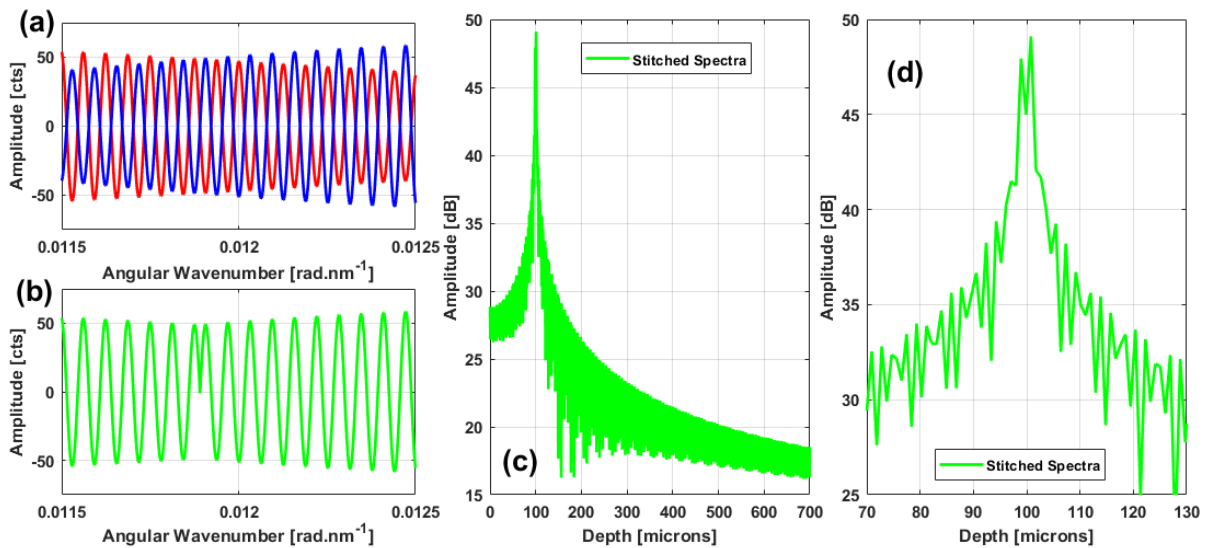 (a)
Amplitude [cts]
50
0
-50
0.0115
0.012
0.0125
Angular Wavenumber [rad.nm-1]
(b)
Amplitude [cts]
50
0
-50
0.0115
0.012
0.0125
Angular Wavenumber [rad.nm-1]
Amplitude [dB]
50
45
40
35
30
25
20
15
Stitched Spectra
(c)
0 100 200 300 400 500 600 700
Depth [microns]
Amplitude [dB]
50
45
40
35
30
25
(d)
Stitched Spectra
70 80 90 100 110 120 130
Depth [microns]